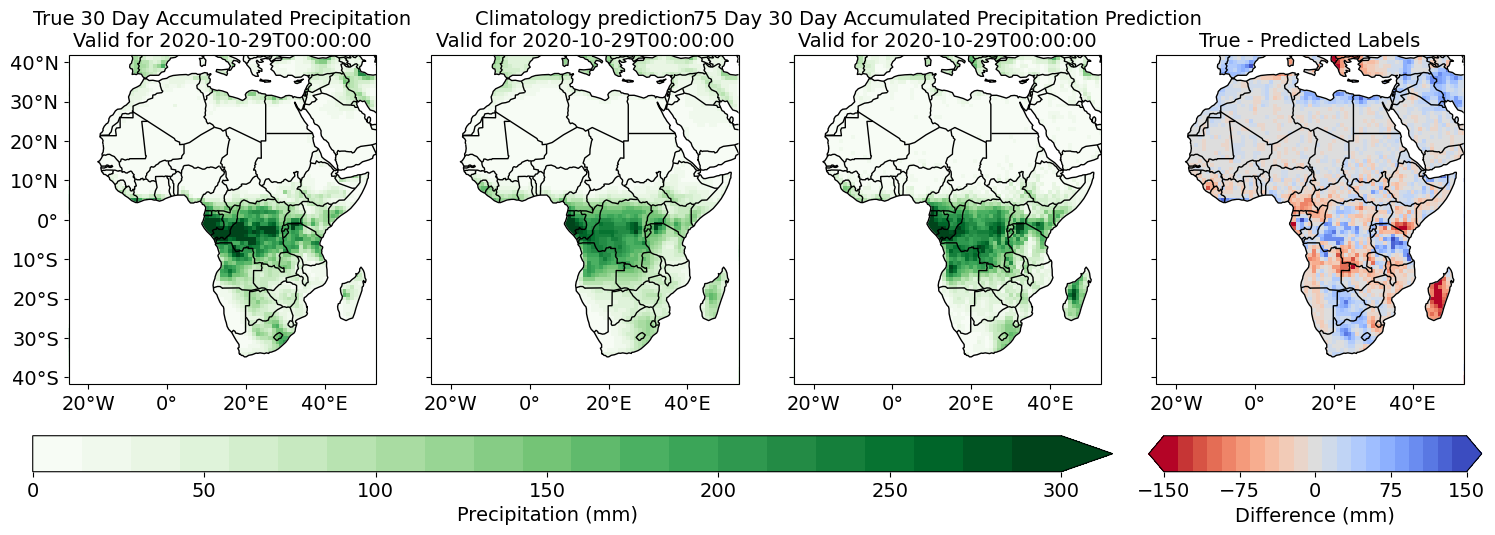 True 30 Day Accumulated Precipitation
Valid for 2020-10-29T00:00:00
Climatology prediction
Valid for 2020-10-29T00:00:00
75 Day 30 Day Accumulated Precipitation Prediction
Valid for 2020-10-29T00:00:00
True - Predicted Labels
40°N
30°N
20°N
10°N
0°
10°S
20°S
30°S
40°S
20°W 0° 20°E 40°E
20°W 0° 20°E 40°E
20°W 0° 20°E 40°E
20°W 0° 20°E 40°E
0 50 100 150 200 250 300
Precipitation (mm)
−150 −75 0 75 150
Difference (mm)